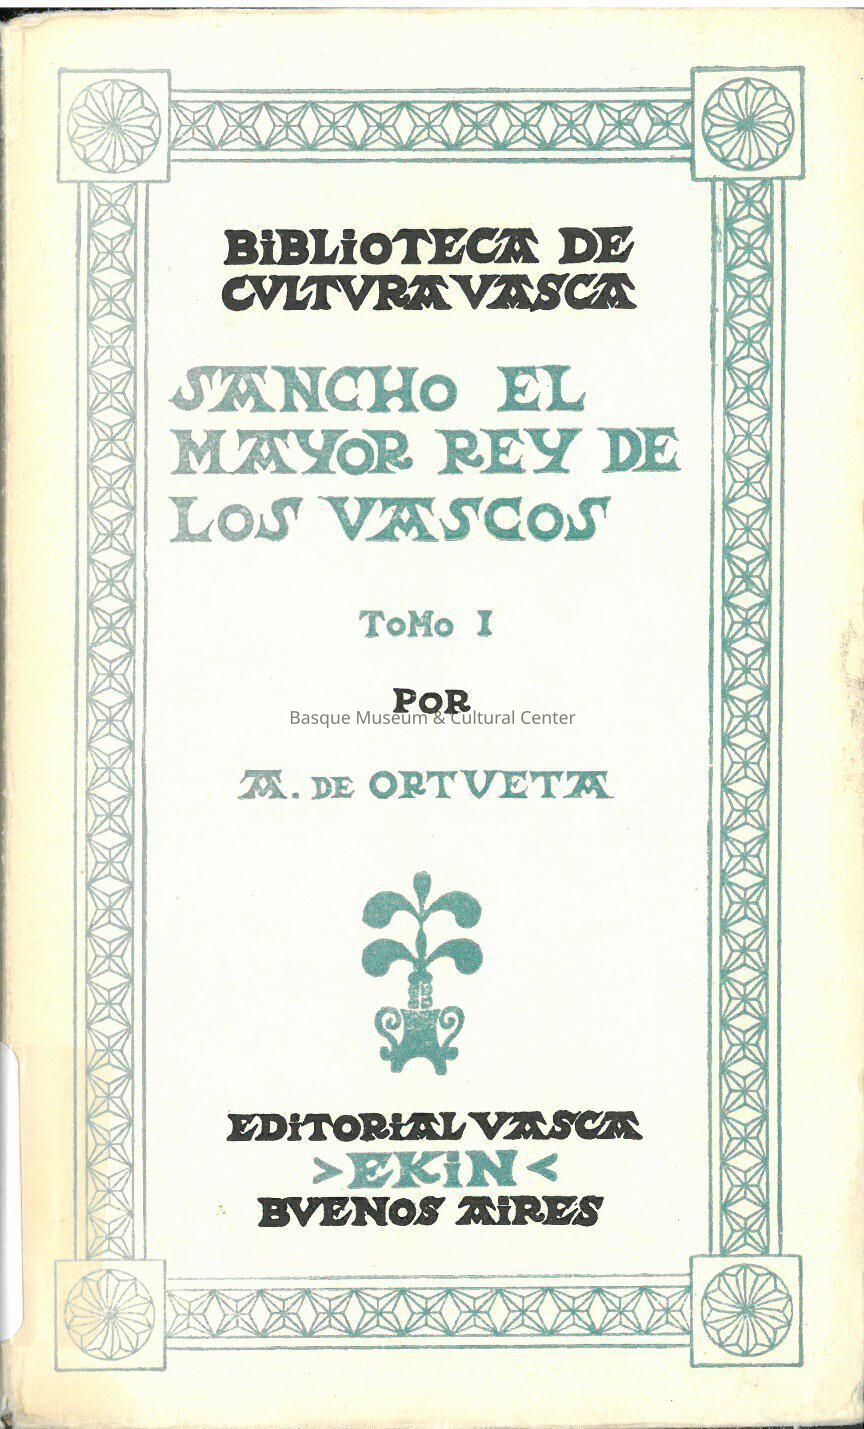 BiBLiOTECA DE
CVLTVRA VASCA
SANCHO EL
MAYOR REY DE
LOS VASCOS
ToMo I
POR
Basque Museum & Cultural Center
A. DE ORTVETA
EDiTORiAL VASCA
>EKiN<
BVENOS AiRES